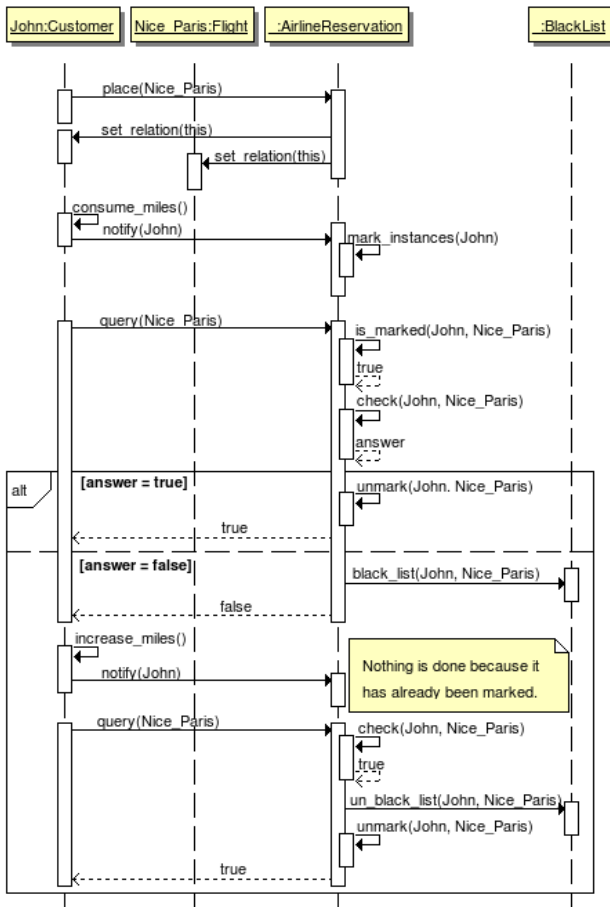 John:Customer
Nice_Paris:Flight
_:AirlineReservation
_:BlackList
place(Nice_Paris)
set_relation(this)
set_relation(this)
consume_miles()
notify(John)
mark_instances(John)
query(Nice_Paris)
is_marked(John, Nice_Paris)
true
check(John, Nice_Paris)
answer
alt
[answer = true]
unmark(John. Nice_Paris)
true
[answer = false]
black_list(John, Nice_Paris)
false
increase_miles()
notify(John)
Nothing is done because it
has already been marked.
query(Nice_Paris)
check(John, Nice_Paris)
true
un_black_list(John, Nice_Paris)
unmark(John, Nice_Paris)
true